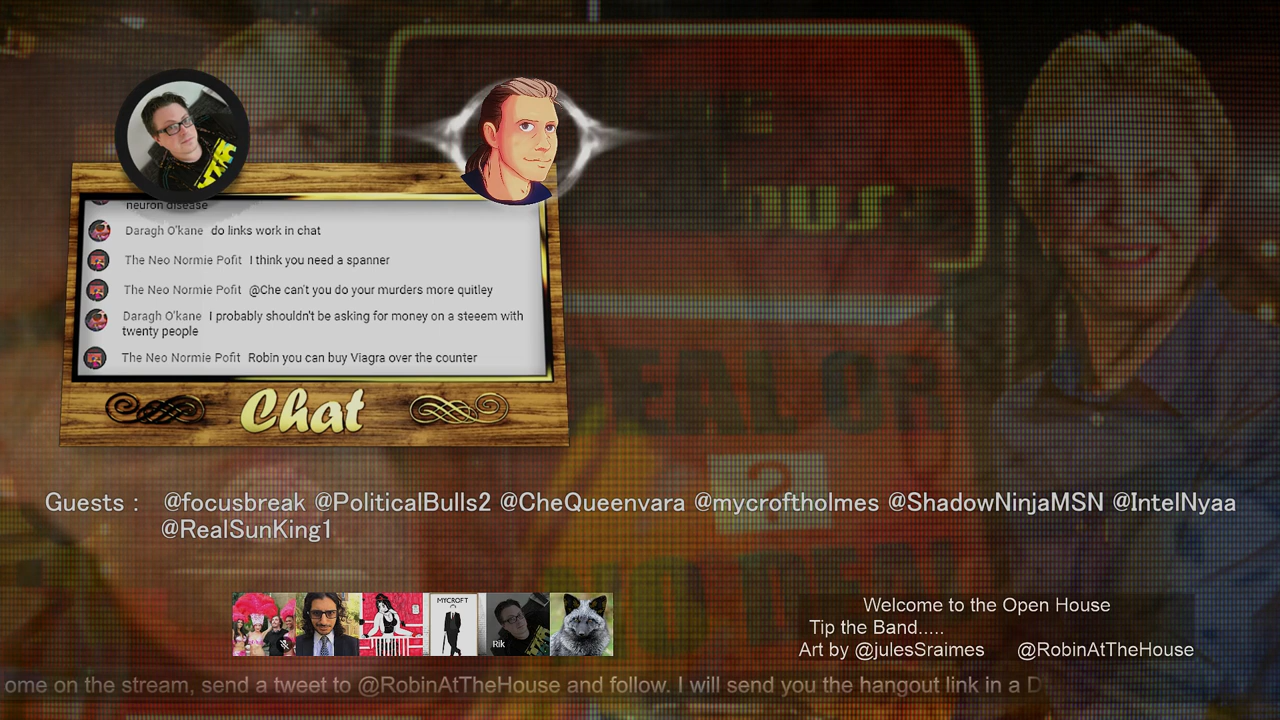 neuron disease
Daragh O'kane do links work in chat
The Neo Normie Pofit I think you need a spanner
The Neo Normie Pofit @Che can't you do your murders more quitley
Daragh O'kane I probably shouldn't be asking for money on a steeem with
twenty people
The Neo Normie Pofit Robin you can buy Viagra over the counter
Chat
DEAL OR
?
NO DEAL
Guests : @focusbreak @PoliticalBulls2 @CheQueenvara @mycroftholmes @ShadowNinjaMSN @IntelNyaa
@RealSunKing1
MYCROFT
Rik
Welcome to the Open House
Tip the Band.....
Art by @julesSraimes @RobinAtTheHouse
ome on the stream, send a tweet to @RobinAtTheHouse and follow. I will send you the hangout link in a D